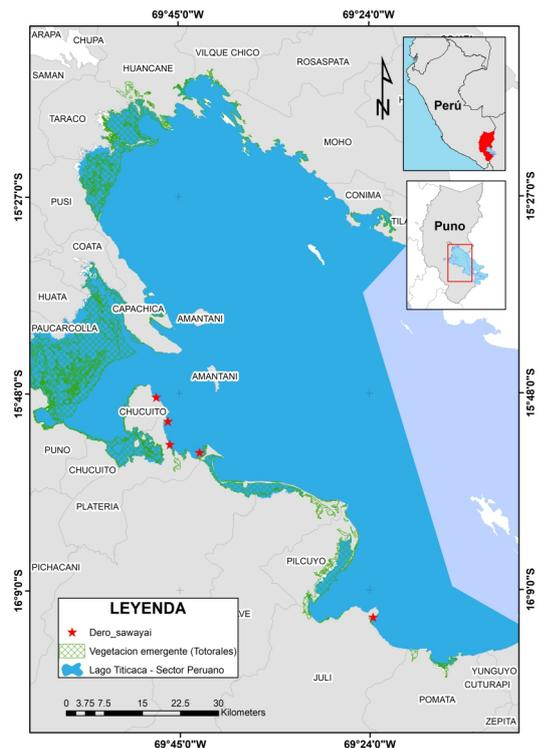 69°45'0"W
69°24'0"W
ARAPA
CHUPA
VILQUE CHICO
SAMAN
HUANCANE
ROSASPATA
TARACO
MOHO
Perú
15°27'0"S
15°27'0"S
PUSI
CONIMA
TILA
Puno
COATA
HUATA
CAPACHICA
AMANTANI
PAUCARCOLLA
AMANTANI
15°48'0"S
15°48'0"S
CHUCUITO
PUNO
CHUCUITO
PLATERIA
PICHACANI
PILCUYO
16°9'0"S
16°9'0"S
LEYENDA
Dero_sawayai
Vegetacion emergente (Totorales)
Lago Titicaca - Sector Peruano
AVE
N
JULI
YUNGUYO
CUTURAPI
POMATA
ZEPITA
0 3.75 7.5 15 22.5 30
Kilometers
69°45'0"W
69°24'0"W